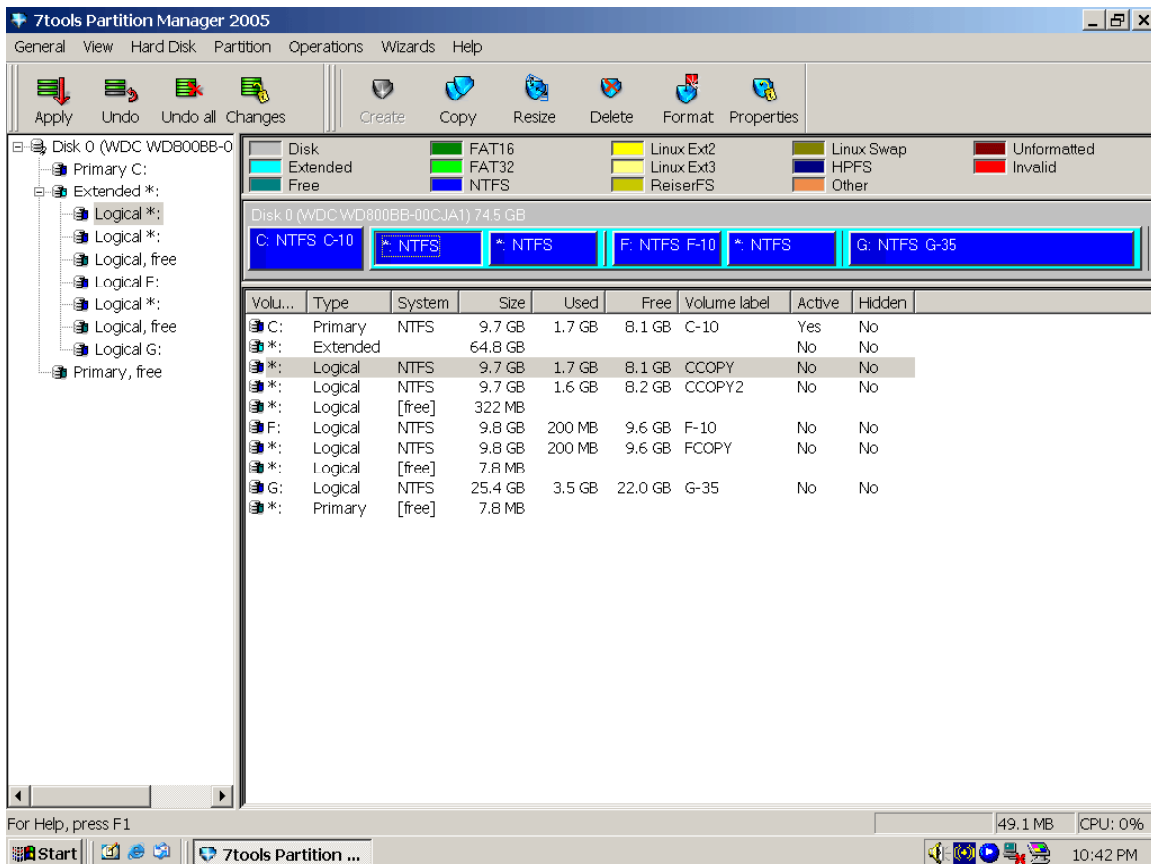 7tools Partition Manager 2005
General View Hard Disk Partition Operations Wizards Help
Apply Undo Undo all Changes Create Copy Resize Delete Format Properties
Disk 0 (WDC WD800BB-0
Primary C:
Extended *:
Logical *:
Logical *:
Logical, free
Logical F:
Logical *:
Logical, free
Logical G:
Primary, free
Disk FAT16 Linux Ext2 Linux Swap Unformatted
Extended FAT32 Linux Ext3 HPFS Invalid
Free NTFS ReiserFS Other
Disk 0 (WDC WD800BB-00CJA1) 74.5 GB
C: NTFS C-10 *: NTFS *: NTFS F: NTFS F-10 *: NTFS G: NTFS G-35
Volu... Type System Size Used Free Volume label Active Hidden
C: Primary NTFS 9.7 GB 1.7 GB 8.1 GB C-10 Yes No
*: Extended 64.8 GB No No
*: Logical NTFS 9.7 GB 1.7 GB 8.1 GB CCOPY No No
*: Logical NTFS 9.7 GB 1.6 GB 8.2 GB CCOPY2 No No
*: Logical [free] 322 MB
F: Logical NTFS 9.8 GB 200 MB 9.6 GB F-10 No No
*: Logical NTFS 9.8 GB 200 MB 9.6 GB FCOPY No No
*: Logical [free] 7.8 MB
G: Logical NTFS 25.4 GB 3.5 GB 22.0 GB G-35 No No
*: Primary [free] 7.8 MB
For Help, press F1 49.1 MB CPU: 0%
Start 7tools Partition ... 10:42 PM